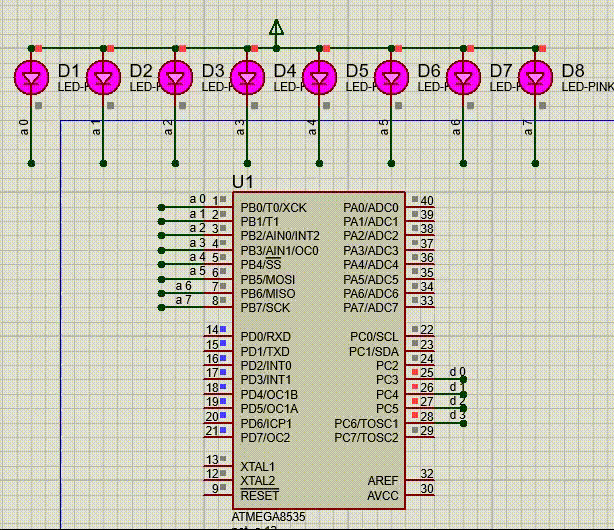 D1 D2 D3 D4 D5 D6 D7 D8
LED-P LED-P LED-P LED-P LED-P LED-P LED-P LED-PINK
a 0 a 1 a 2 a 3 a 4 a 5 a 6 a 7
U1
a 0 1 PB0/T0/XCK PA0/ADC0 40
a 1 2 PB1/T1 PA1/ADC1 39
a 2 3 PB2/AIN0/INT2 PA2/ADC2 38
a 3 4 PB3/AIN1/OC0 PA3/ADC3 37
a 4 5 PB4/SS PA4/ADC4 36
a 5 6 PB5/MOSI PA5/ADC5 35
a 6 7 PB6/MISO PA6/ADC6 34
a 7 8 PB7/SCK PA7/ADC7 33
14 PD0/RXD PC0/SCL 22
15 PD1/TXD PC1/SDA 23
16 PD2/INT0 PC2 24
17 PD3/INT1 PC3 25 d 0
18 PD4/OC1B PC4 26 d 1
19 PD5/OC1A PC5 27 d 2
20 PD6/ICP1 PC6/TOSC1 28 d 3
21 PD7/OC2 PC7/TOSC2 29
13 XTAL1
12 XTAL2 AREF 32
9 RESET AVCC 30
ATMEGA8535